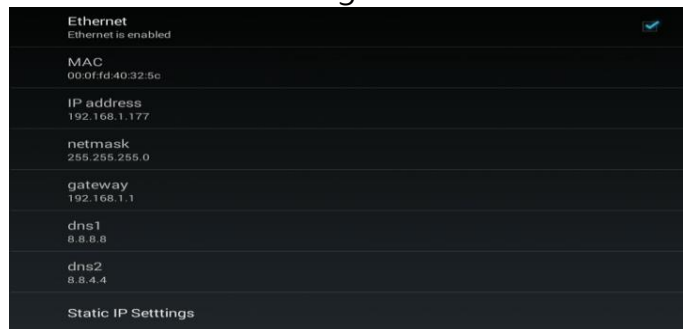 Ethernet
Ethernet is enabled
MAC
00:0f:fd:40:32:5c
IP address
192.168.1.177
netmask
255.255.255.0
gateway
192.168.1.1
dns1
8.8.8.8
dns2
8.8.4.4
Static IP Setttings